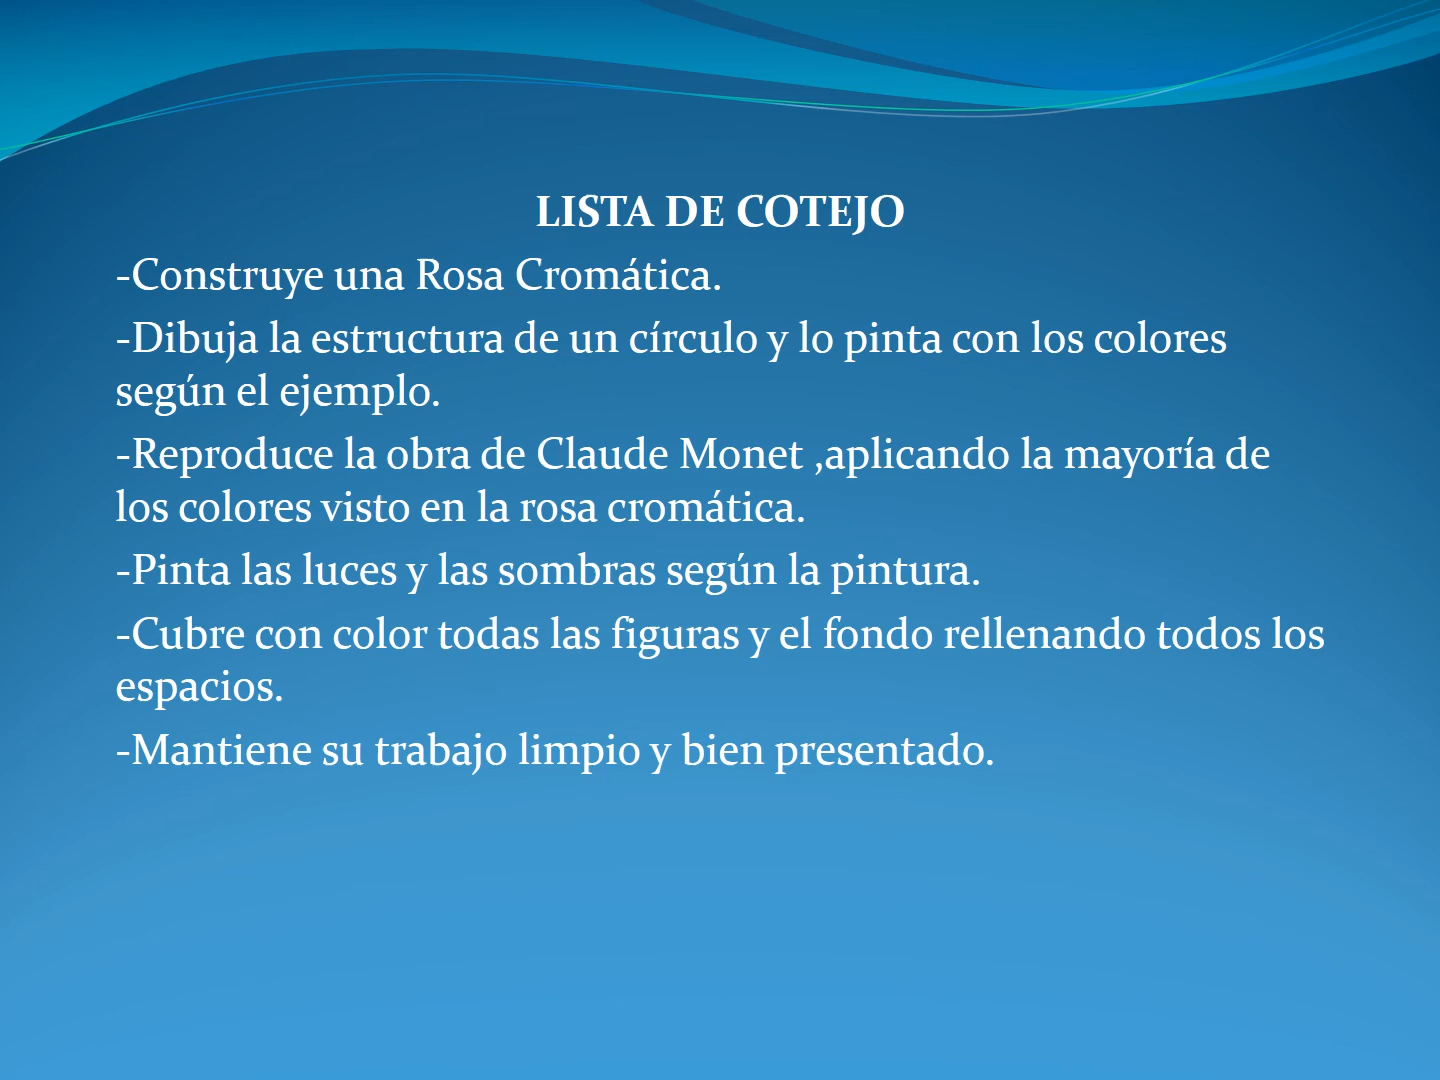 LISTA DE COTEJO
-Construye una Rosa Cromática.
-Dibuja la estructura de un círculo y lo pinta con los colores
según el ejemplo.
-Reproduce la obra de Claude Monet ,aplicando la mayoría de
los colores visto en la rosa cromática.
-Pinta las luces y las sombras según la pintura.
-Cubre con color todas las figuras y el fondo rellenando todos los
espacios.
-Mantiene su trabajo limpio y bien presentado.